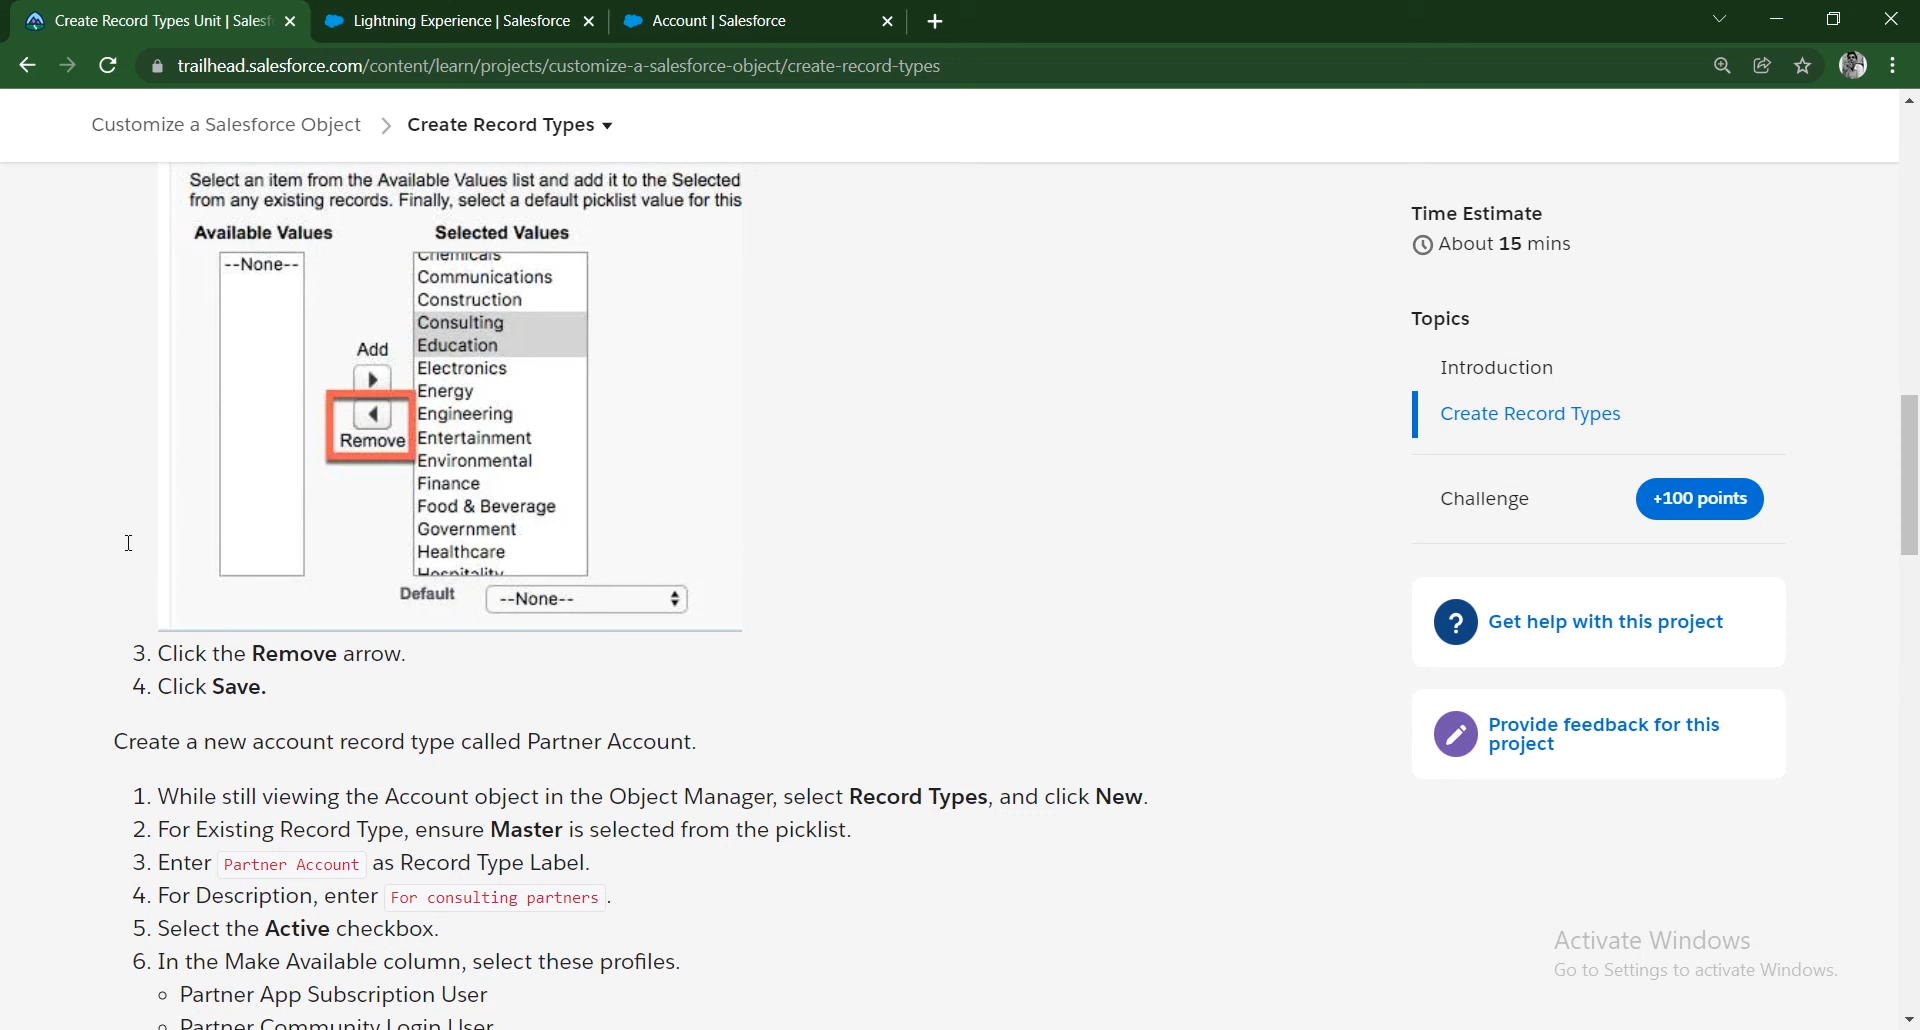 Create Record Types Unit | Salesf
Lightning Experience | Salesforce
Account | Salesforce
trailhead.salesforce.com/content/learn/projects/customize-a-salesforce-object/create-record-types
Customize a Salesforce Object > Create Record Types
Select an item from the Available Values list and add it to the Selected
from any existing records. Finally, select a default picklist value for this
Available Values
Selected Values
--None--
Chemicals
Communications
Construction
Consulting
Education
Electronics
Energy
Engineering
Entertainment
Environmental
Finance
Food & Beverage
Government
Healthcare
Hospitality
Add
Remove
Default
--None--
3. Click the Remove arrow.
4. Click Save.
Create a new account record type called Partner Account.
1. While still viewing the Account object in the Object Manager, select Record Types, and click New.
2. For Existing Record Type, ensure Master is selected from the picklist.
3. Enter Partner Account as Record Type Label.
4. For Description, enter For consulting partners.
5. Select the Active checkbox.
6. In the Make Available column, select these profiles.
Partner App Subscription User
Partner Community Login User
Time Estimate
About 15 mins
Topics
Introduction
Create Record Types
Challenge
+100 points
? Get help with this project
Provide feedback for this
project
Activate Windows
Go to Settings to activate Windows.